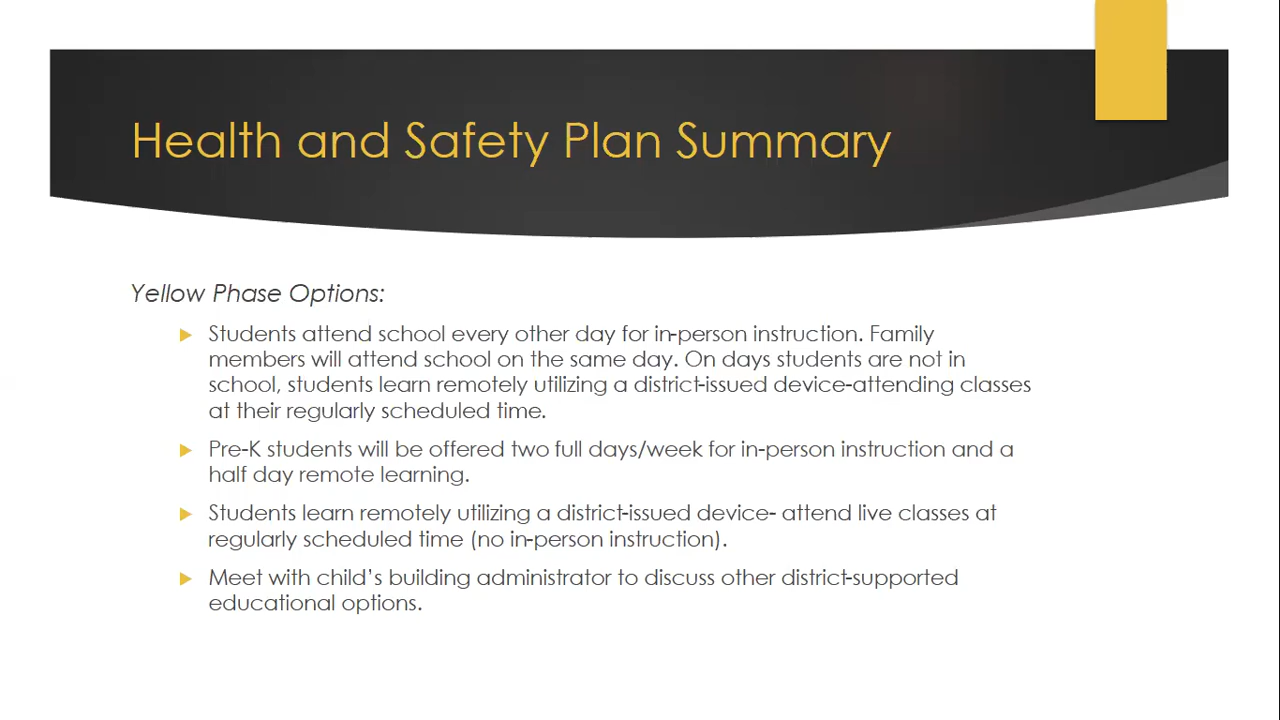 Health and Safety Plan Summary
Yellow Phase Options:
Students attend school every other day for in-person instruction. Family
members will attend school on the same day. On days students are not in
school, students learn remotely utilizing a district-issued device-attending classes
at their regularly scheduled time.
Pre-K students will be offered two full days/week for in-person instruction and a
half day remote learning.
Students learn remotely utilizing a district-issued device- attend live classes at
regularly scheduled time (no in-person instruction).
Meet with child's building administrator to discuss other district-supported
educational options.